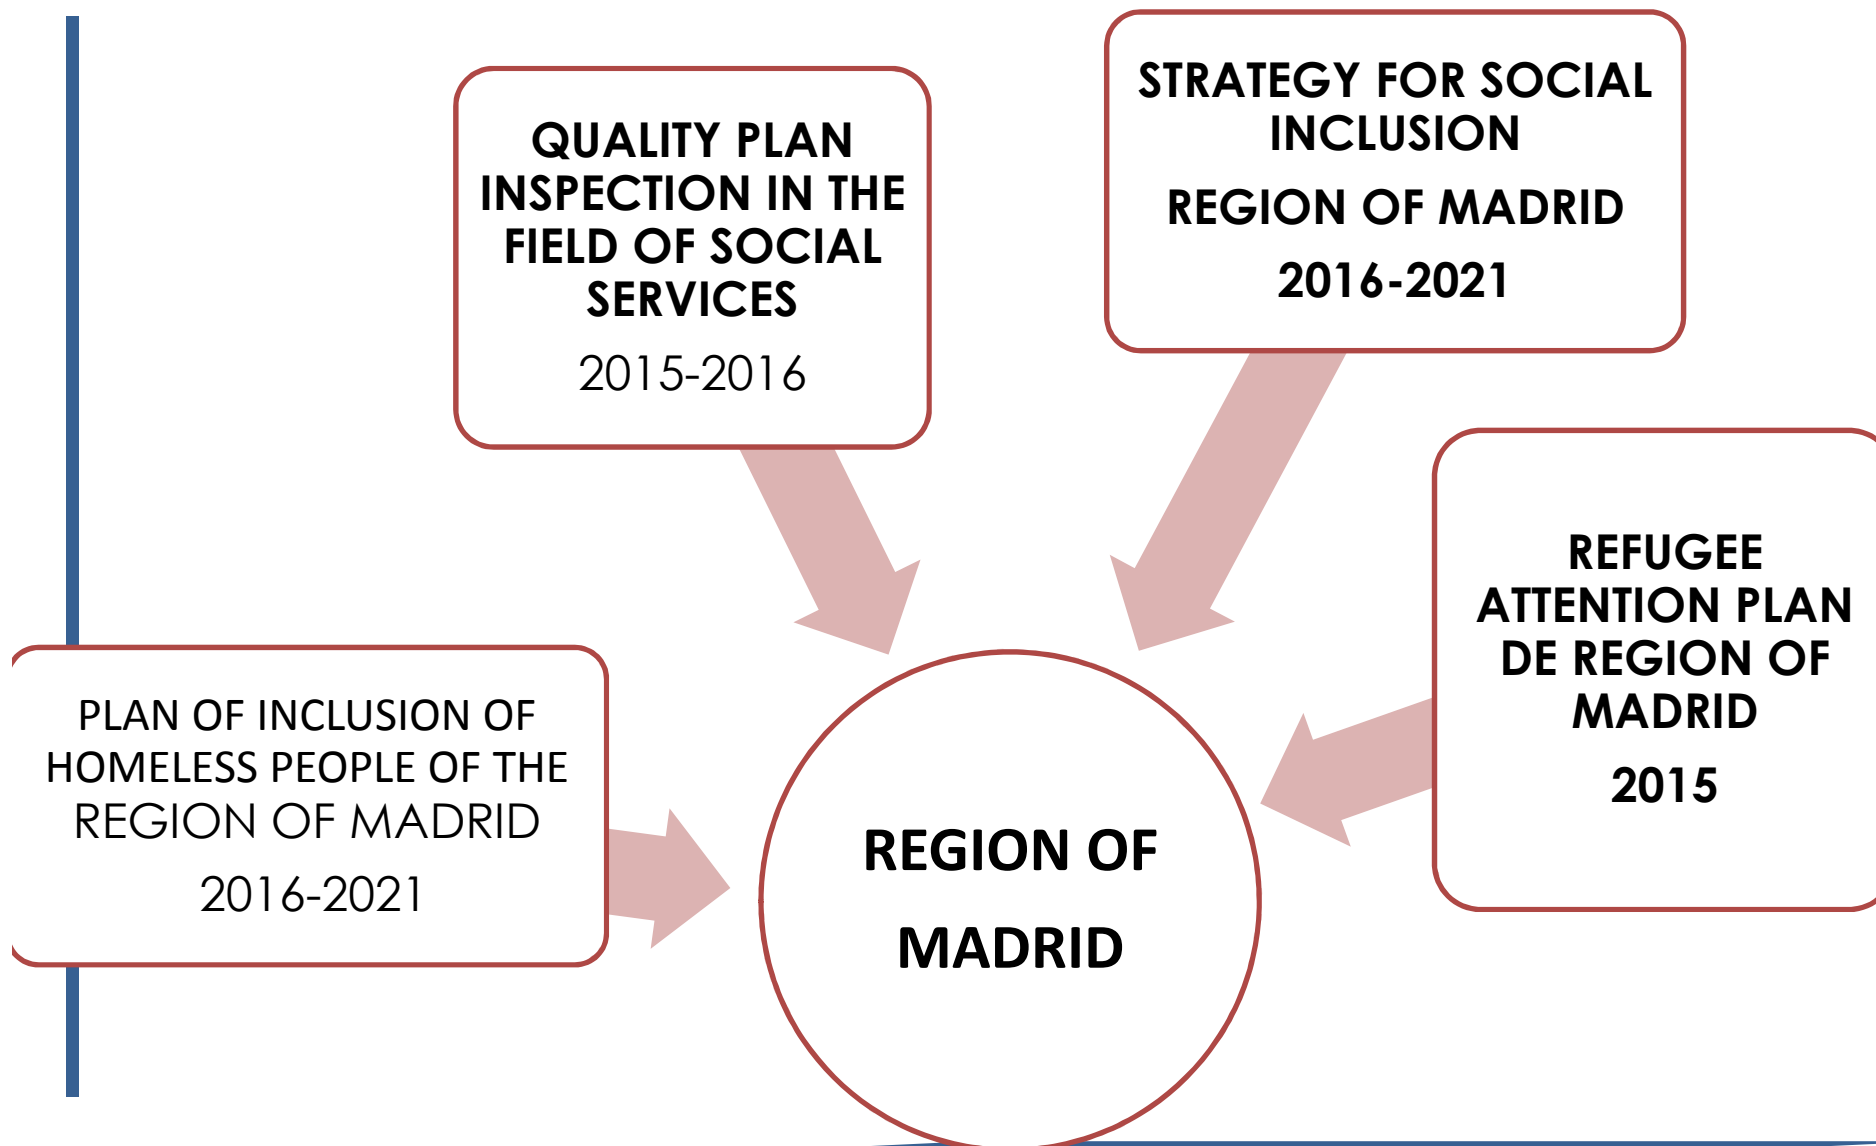 STRATEGY FOR SOCIAL
INCLUSION
REGION OF MADRID
2016-2021
QUALITY PLAN
INSPECTION IN THE
FIELD OF SOCIAL
SERVICES
2015-2016
REFUGEE
ATTENTION PLAN
DE REGION OF
MADRID
2015
PLAN OF INCLUSION OF
HOMELESS PEOPLE OF THE
REGION OF MADRID
2016-2021
REGION OF
MADRID